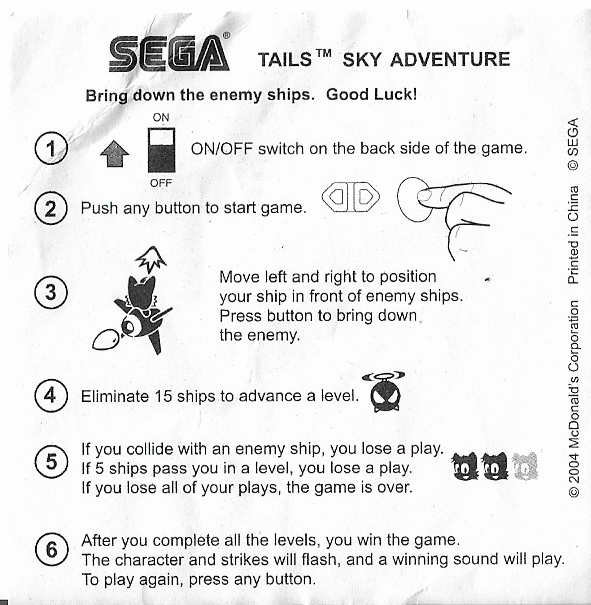 SEGA® TAILS™ SKY ADVENTURE
Bring down the enemy ships. Good Luck!
1
ON
OFF
ON/OFF switch on the back side of the game.
2
Push any button to start game.
3
Move left and right to position
your ship in front of enemy ships.
Press button to bring down
the enemy.
4
Eliminate 15 ships to advance a level.
5
If you collide with an enemy ship, you lose a play.
If 5 ships pass you in a level, you lose a play.
If you lose all of your plays, the game is over.
6
After you complete all the levels, you win the game.
The character and strikes will flash, and a winning sound will play.
To play again, press any button.
© 2004 McDonald's Corporation Printed in China © SEGA